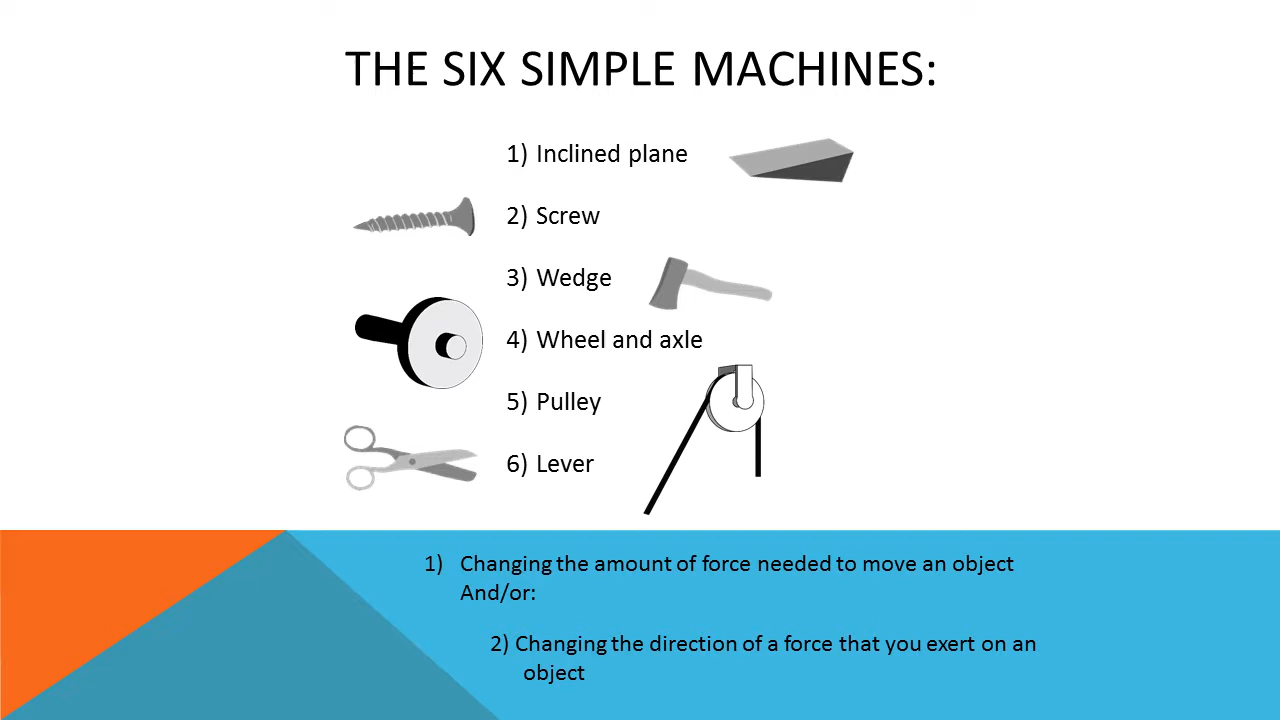 THE SIX SIMPLE MACHINES:
1) Inclined plane
2) Screw
3) Wedge
4) Wheel and axle
5) Pulley
6) Lever
1) Changing the amount of force needed to move an object
And/or:
2) Changing the direction of a force that you exert on an
object